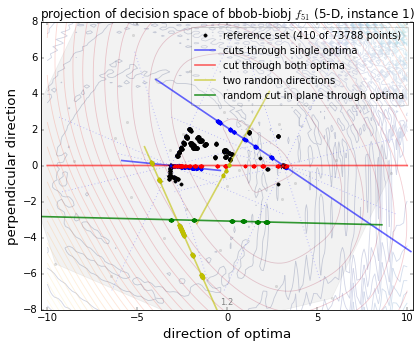 projection of decision space of bbob-biobj f51 (5-D, instance 1)
reference set (410 of 73788 points)
cuts through single optima
cut through both optima
two random directions
random cut in plane through optima
perpendicular direction
8
6
4
2
0
−2
−4
−6
−8
1.2
−10
−5
0
5
10
direction of optima